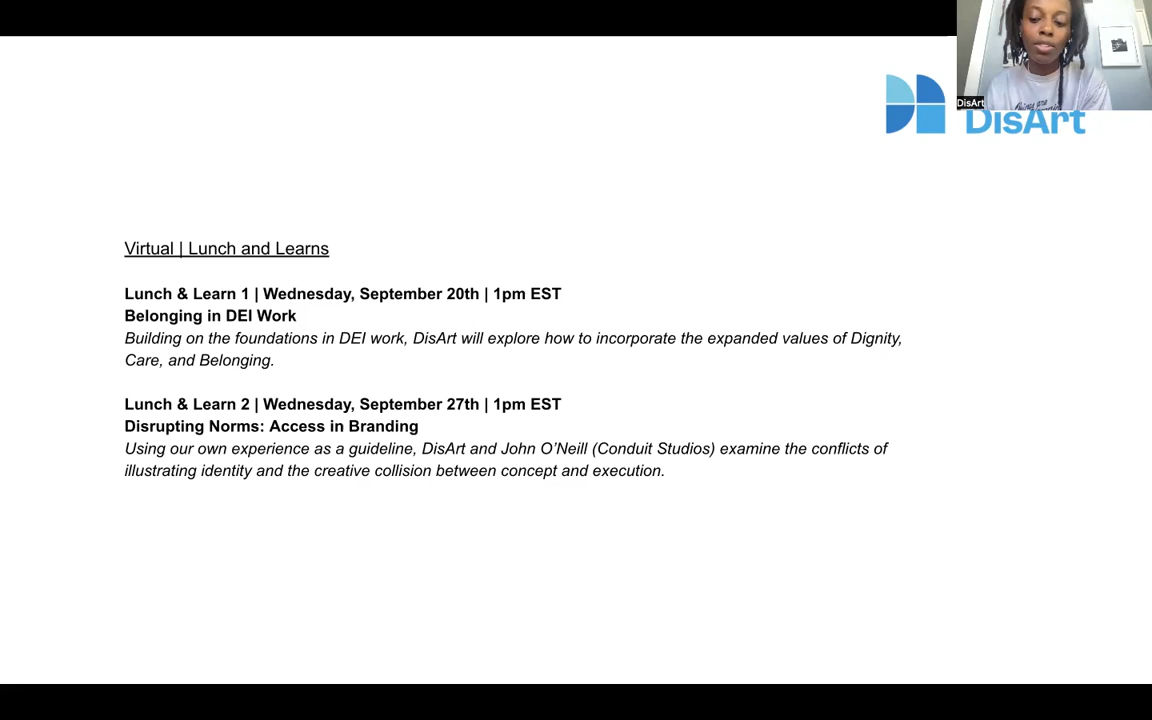 DisArt
DisArt
Virtual | Lunch and Learns
Lunch & Learn 1 | Wednesday, September 20th | 1pm EST
Belonging in DEI Work
Building on the foundations in DEI work, DisArt will explore how to incorporate the expanded values of Dignity,
Care, and Belonging.
Lunch & Learn 2 | Wednesday, September 27th | 1pm EST
Disrupting Norms: Access in Branding
Using our own experience as a guideline, DisArt and John O’Neill (Conduit Studios) examine the conflicts of
illustrating identity and the creative collision between concept and execution.